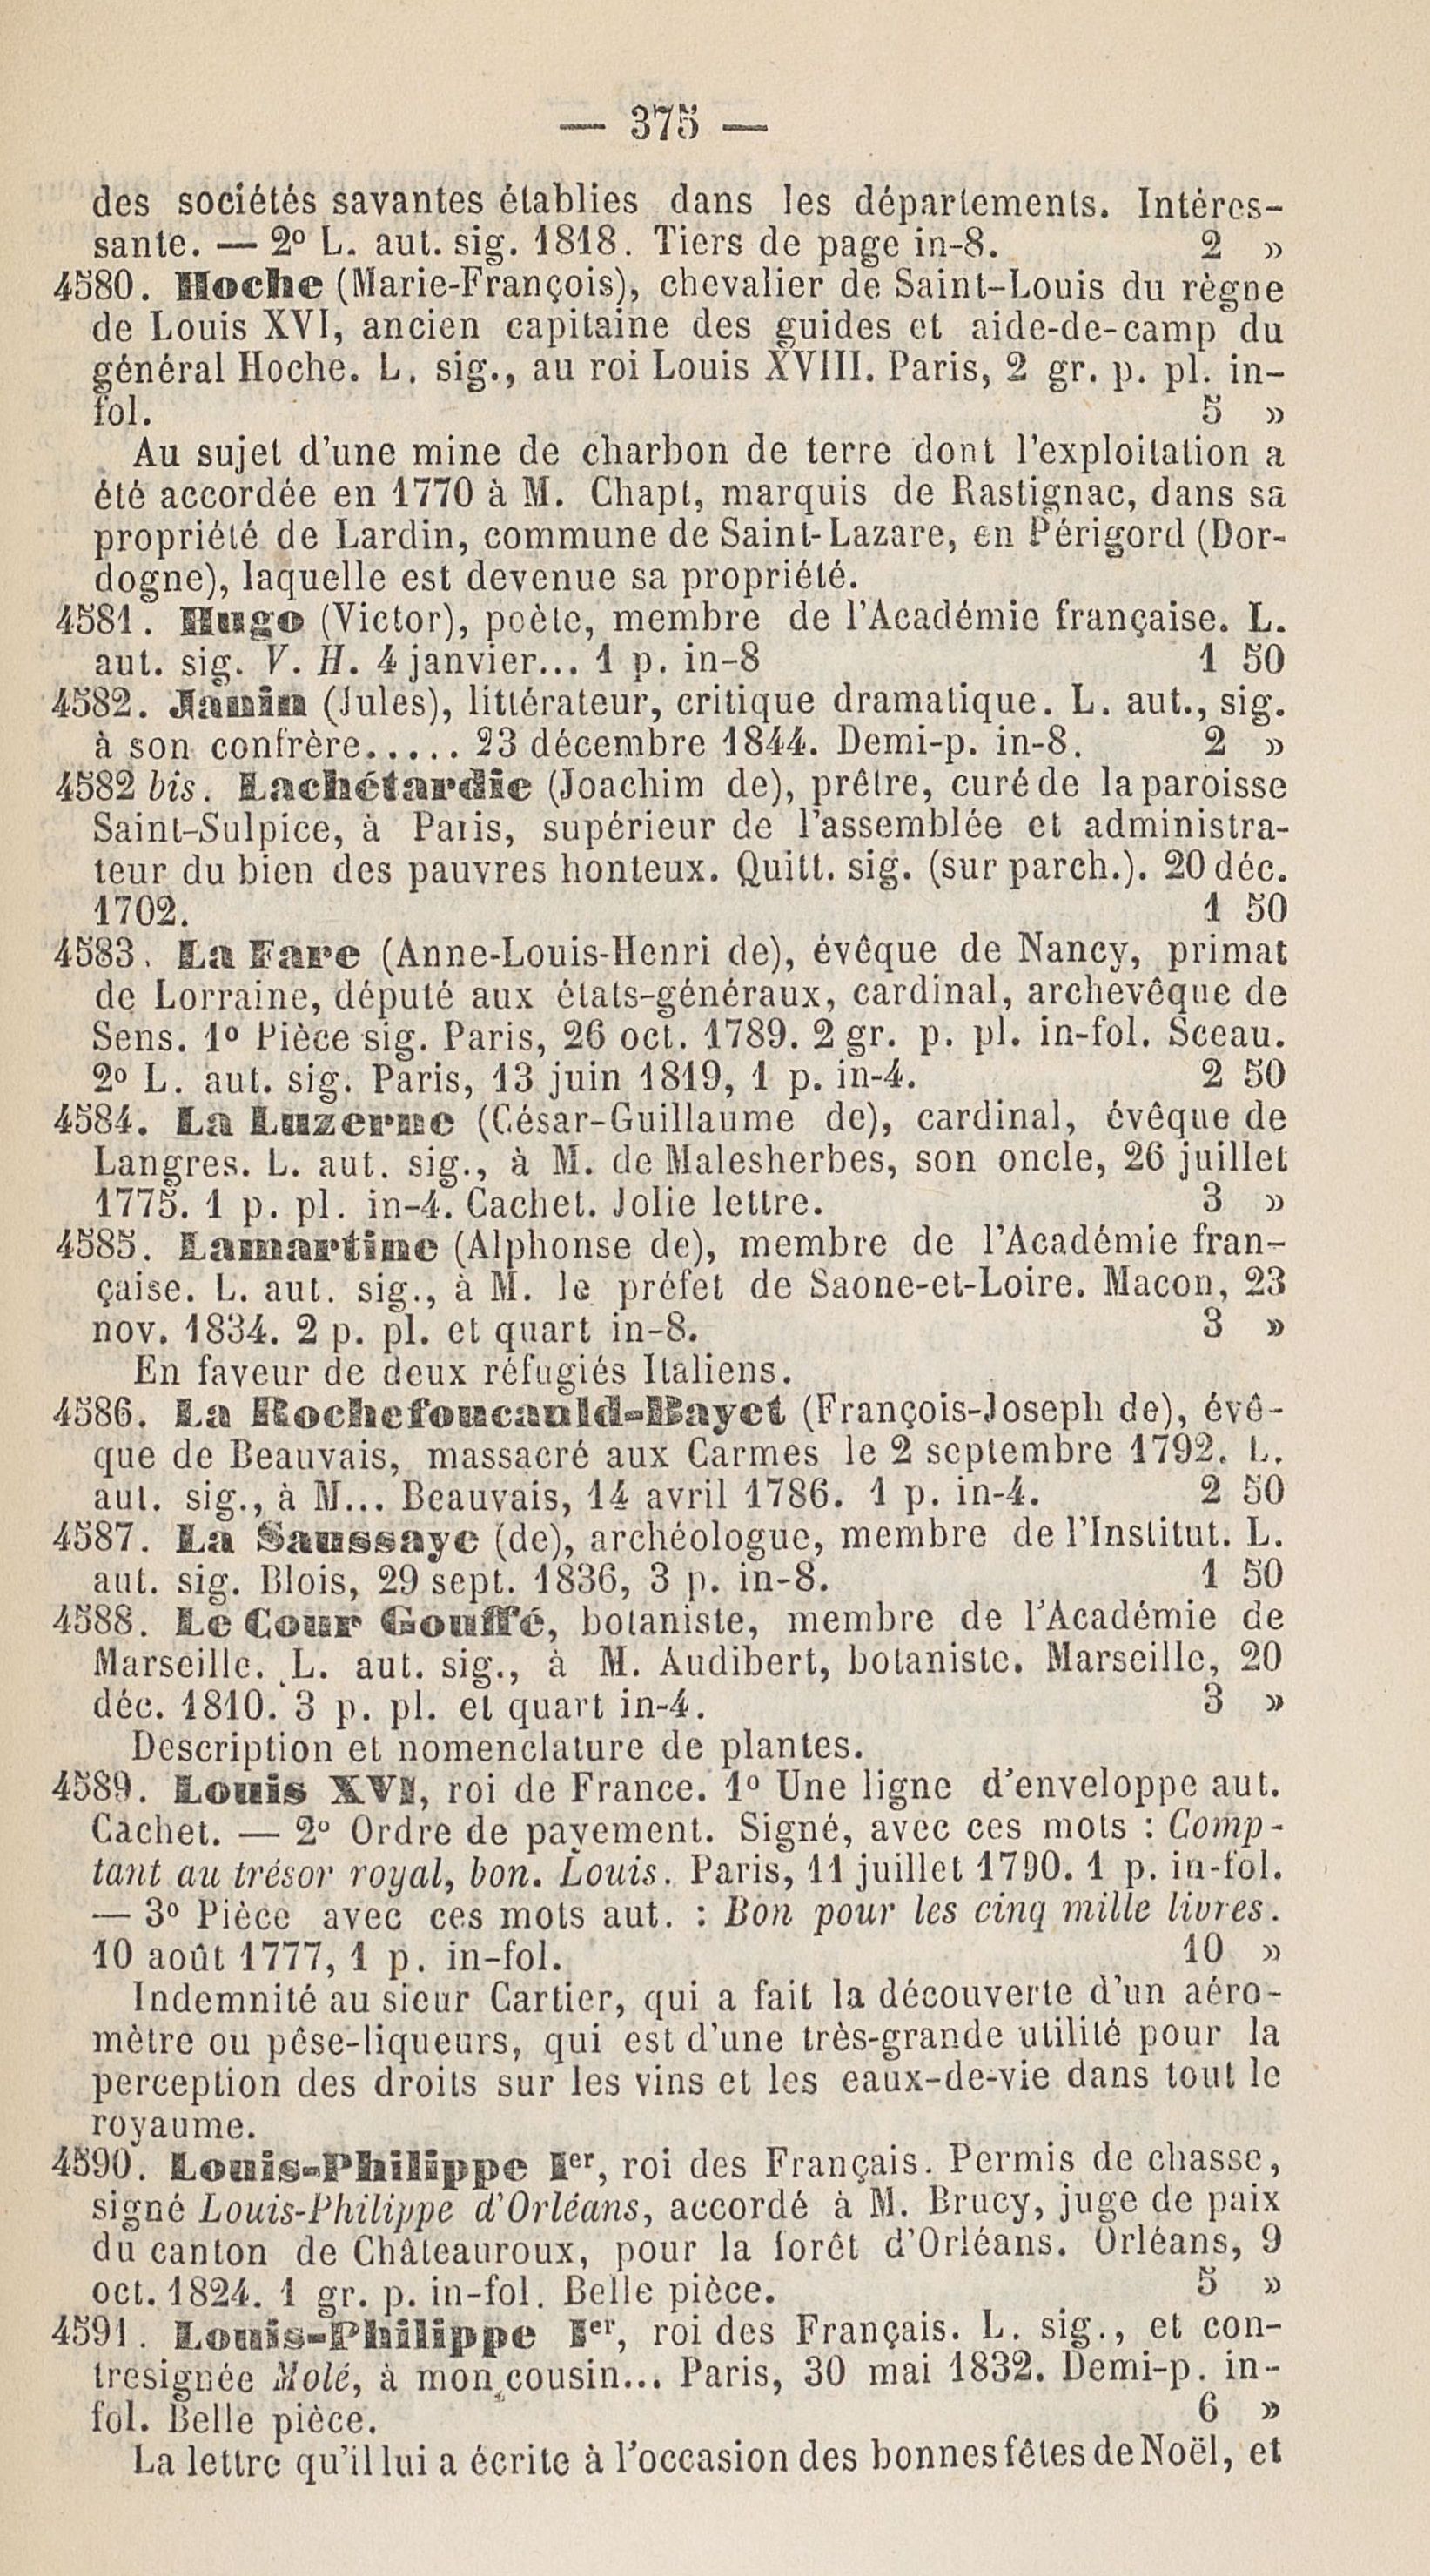 — 375 —
des sociétés savantes établies dans les départements. Intéres-
sante. — 2º L. aut. sig. 1818. Tiers de page in-8. 2 »
4580. Hoche (Marie-François), chevalier de Saint-Louis du règne
de Louis XVI, ancien capitaine des guides et aide-de-camp du
général Hoche. L. sig., au roi Louis XVIII. Paris, 2 gr. p. pl. in-
fol. 5 »
Au sujet d'une mine de charbon de terre dont l'exploitation a
été accordée en 1770 à M. Chapt, marquis de Rastignac, dans sa
propriété de Lardin, commune de Saint-Lazare, en Périgord (Dor-
dogne), laquelle est devenue sa propriété.
4581. Hugo (Victor), poète, membre de l'Académie française. L.
aut. sig. V. H. 4 janvier... 1 p. in-8 1 50
4582. Janin (Jules), littérateur, critique dramatique. L. aut., sig.
à son confrère..... 23 décembre 1844. Demi-p. in-8. 2 »
4582 bis. Lachétardie (Joachim de), prêtre, curé de la paroisse
Saint-Sulpice, à Paris, supérieur de l'assemblée et administra-
teur du bien des pauvres honteux. Quitt. sig. (sur parch.). 20 déc.
1702. 1 50
4583. La Fare (Anne-Louis-Henri de), évêque de Nancy, primat
de Lorraine, député aux états-généraux, cardinal, archevêque de
Sens. 1º Pièce sig. Paris, 26 oct. 1789. 2 gr. p. pl. in-fol. Sceau.
2º L. aut. sig. Paris, 13 juin 1819, 1 p. in-4. 2 50
4584. La Luzerne (César-Guillaume de), cardinal, évêque de
Langres. L. aut. sig., à M. de Malesherbes, son oncle, 26 juillet
1775. 1 p. pl. in-4. Cachet. Jolie lettre. 3 »
4585. Lamartine (Alphonse de), membre de l'Académie fran-
çaise. L. aut. sig., à M. le préfet de Saone-et-Loire. Macon, 23
nov. 1834. 2 p. pl. et quart in-8. 3 »
En faveur de deux réfugiés Italiens.
4586. La Rochefoucauld-Bayet (François-Joseph de), évê-
que de Beauvais, massacré aux Carmes le 2 septembre 1792. L.
aut. sig., à M... Beauvais, 14 avril 1786. 1 p. in-4. 2 50
4587. La Saussaye (de), archéologue, membre de l'Institut. L.
aut. sig. Blois, 29 sept. 1836, 3 p. in-8. 1 50
4588. Le Cour Gouffé, botaniste, membre de l'Académie de
Marseille. L. aut. sig., à M. Audibert, botaniste. Marseille, 20
déc. 1810. 3 p. pl. et quart in-4. 3 »
Description et nomenclature de plantes.
4589. Louis XVI, roi de France. 1º Une ligne d'enveloppe aut.
Cachet. — 2º Ordre de payement. Signé, avec ces mots : Comp-
tant au trésor royal, bon. Louis. Paris, 11 juillet 1790. 1 p. in-fol.
— 3º Pièce avec ces mots aut. : Bon pour les cinq mille livres.
10 août 1777, 1 p. in-fol. 10 »
Indemnité au sieur Cartier, qui a fait la découverte d'un aéro-
mètre ou pêse-liqueurs, qui est d'une très-grande utilité pour la
perception des droits sur les vins et les eaux-de-vie dans tout le
royaume.
4590. Louis-Philippe Ier, roi des Français. Permis de chasse,
signé Louis-Philippe d'Orléans, accordé à M. Brucy, juge de paix
du canton de Châteauroux, pour la forêt d'Orléans. Orléans, 9
oct. 1824. 1 gr. p. in-fol. Belle pièce. 5 »
4591. Louis-Philippe Ier, roi des Français. L. sig., et con-
tresignée Molé, à mon cousin... Paris, 30 mai 1832. Demi-p. in-
fol. Belle pièce. 6 »
La lettre qu'il lui a écrite à l'occasion des bonnes fêtes de Noël, et